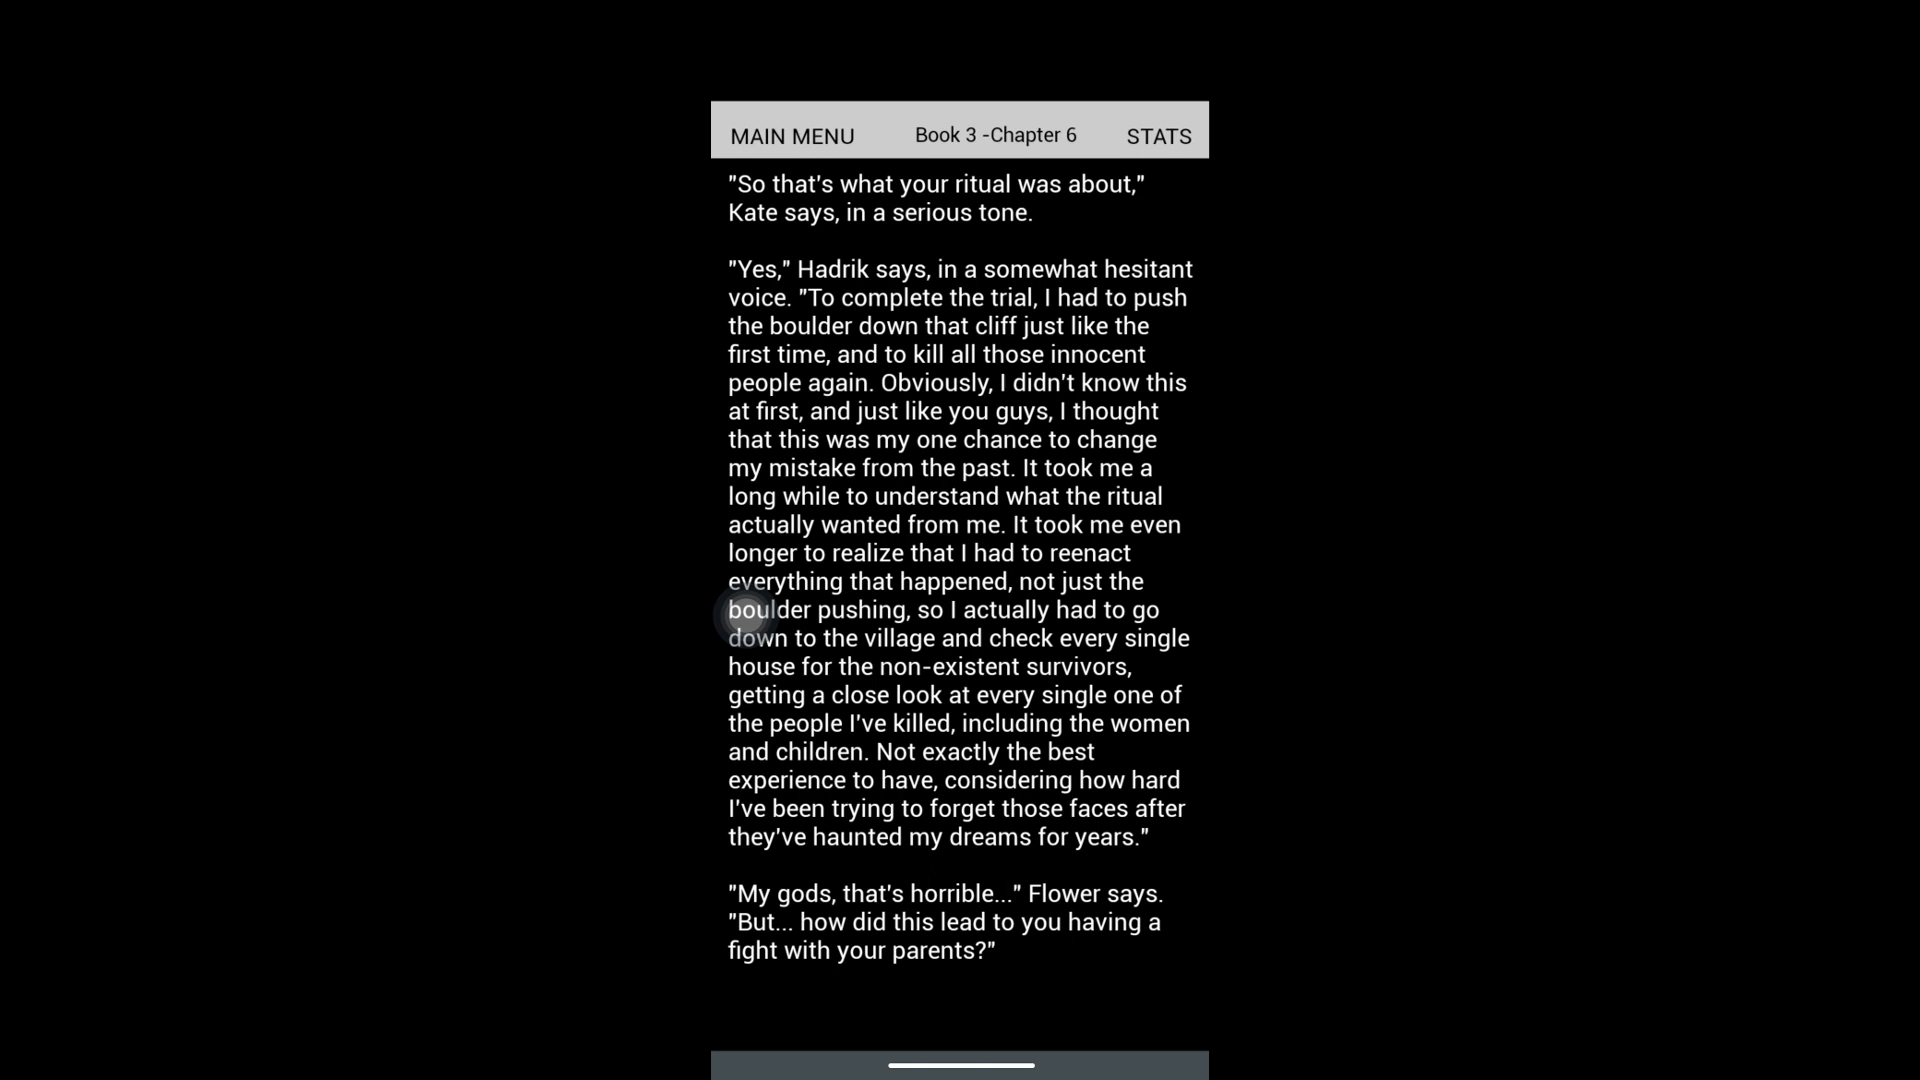 MAIN MENU
Book 3 -Chapter 6
STATS
"So that's what your ritual was about,"
Kate says, in a serious tone.
"Yes," Hadrik says, in a somewhat hesitant
voice. "To complete the trial, I had to push
the boulder down that cliff just like the
first time, and to kill all those innocent
people again. Obviously, I didn't know this
at first, and just like you guys, I thought
that this was my one chance to change
my mistake from the past. It took me a
long while to understand what the ritual
actually wanted from me. It took me even
longer to realize that I had to reenact
everything that happened, not just the
boulder pushing, so I actually had to go
down to the village and check every single
house for the non-existent survivors,
getting a close look at every single one of
the people I've killed, including the women
and children. Not exactly the best
experience to have, considering how hard
I've been trying to forget those faces after
they've haunted my dreams for years."
"My gods, that's horrible..." Flower says.
"But... how did this lead to you having a
fight with your parents?"